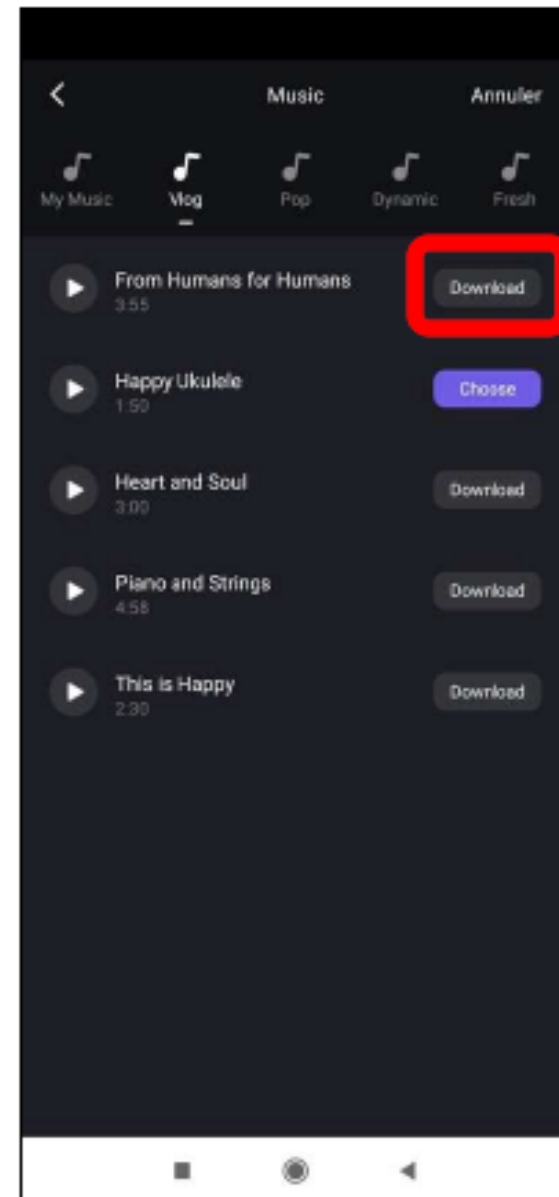 Music Annuler
My Music Vlog Pop Dynamic Fresh
From Humans for Humans
3:55
Download
Happy Ukulele
1:50
Choose
Heart and Soul
3:00
Download
Piano and Strings
4:58
Download
This is Happy
2:30
Download